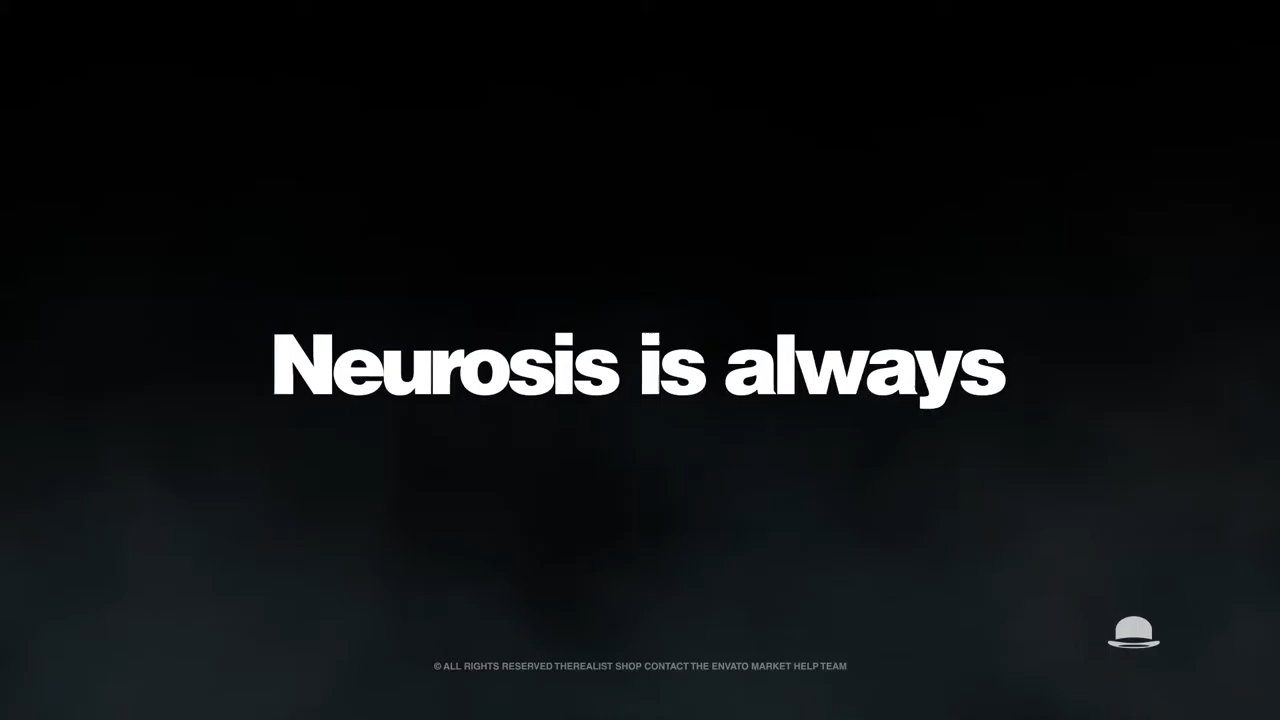 Neurosis is always
© ALL RIGHTS RESERVED THEREALIST SHOP CONTACT THE ENVATO MARKET HELP TEAM